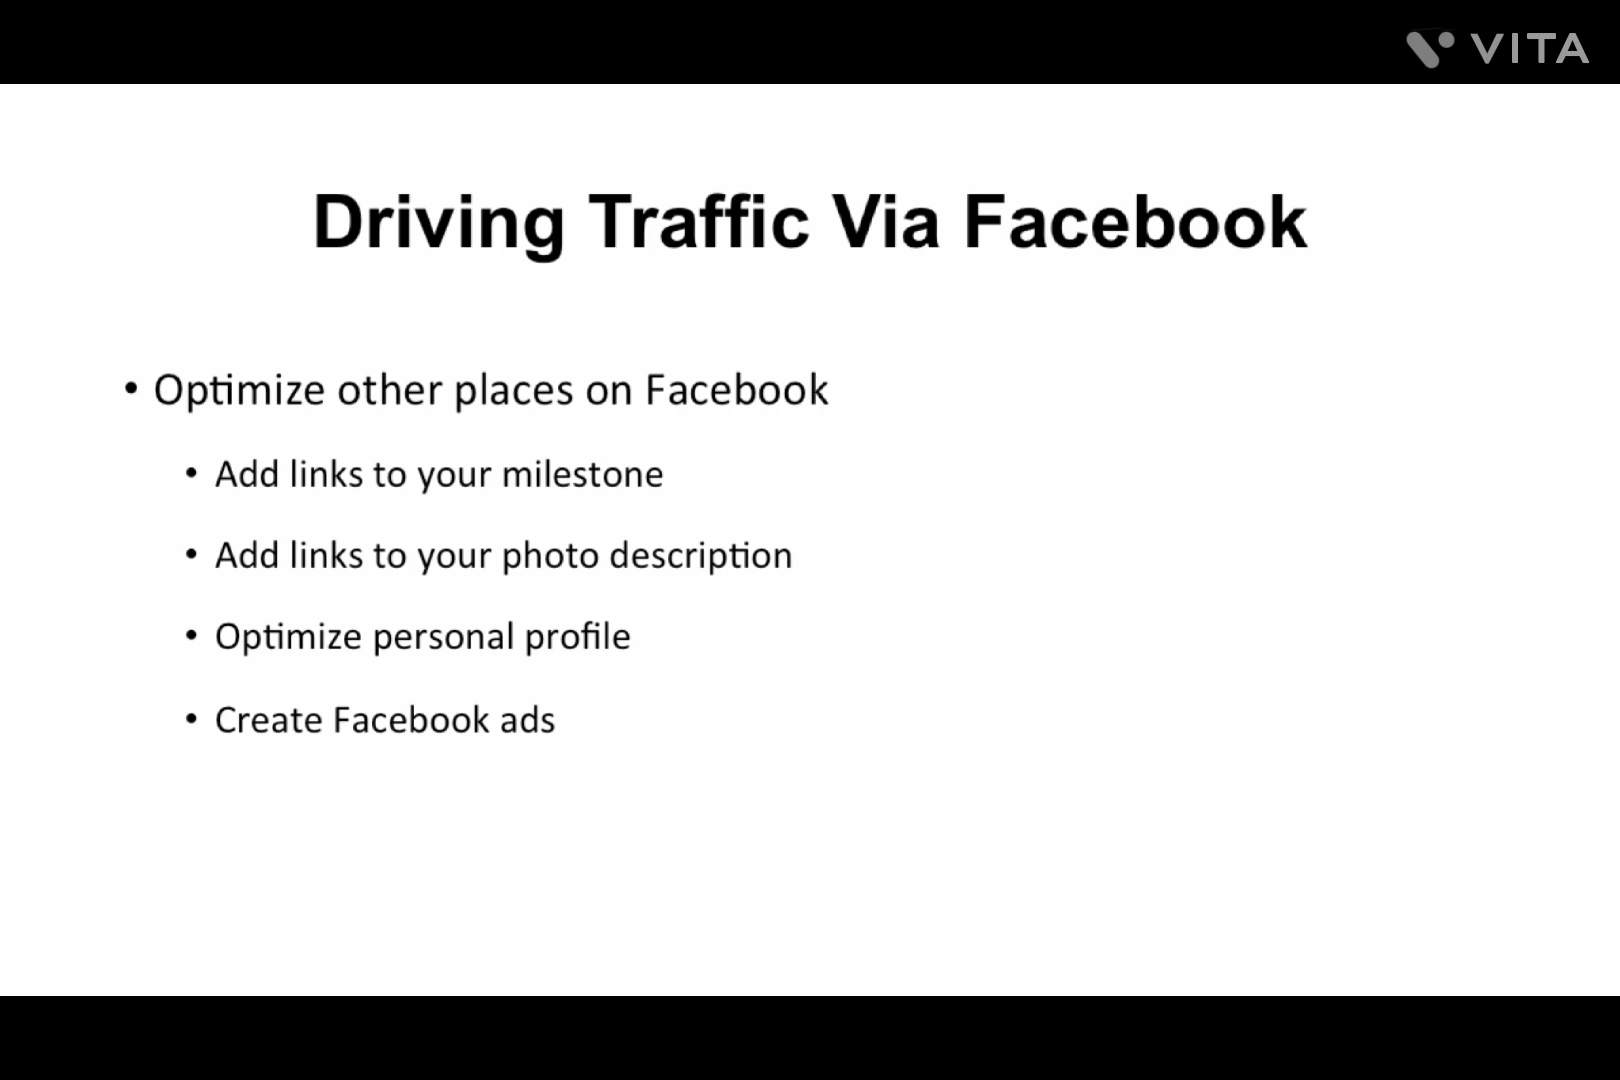 VITA
Driving Traffic Via Facebook
• Optimize other places on Facebook
• Add links to your milestone
• Add links to your photo description
• Optimize personal profile
• Create Facebook ads